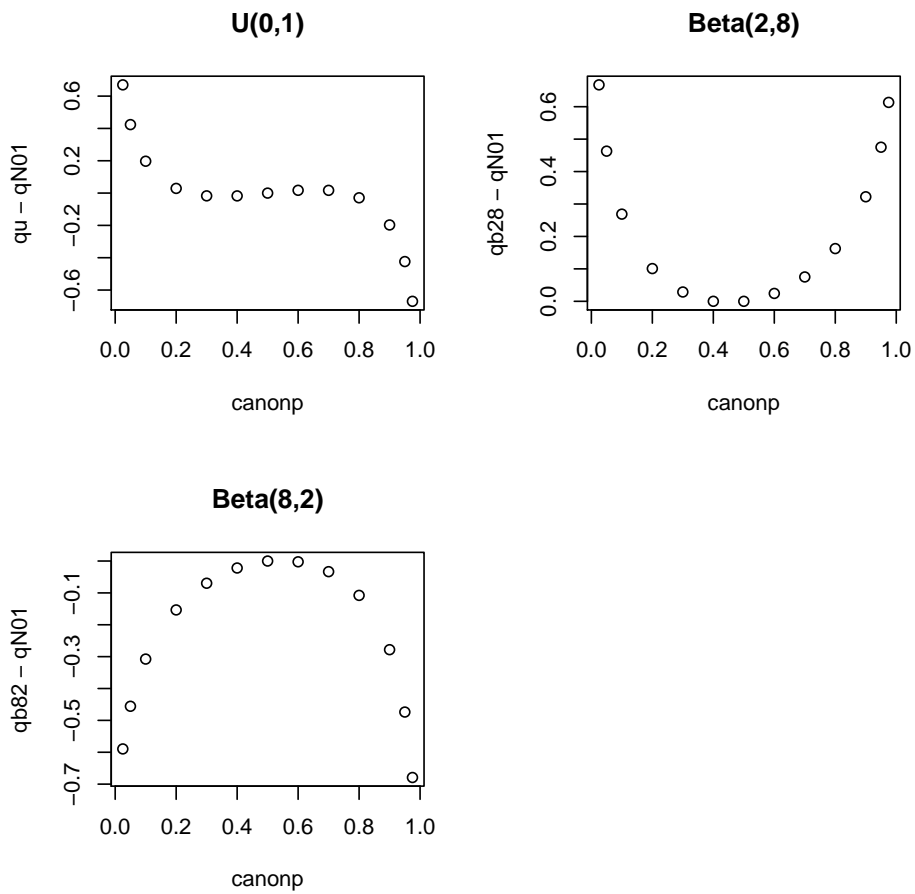 U(0,1)
qu − qN01
0.6
0.2
−0.2
−0.6
0.0 0.2 0.4 0.6 0.8 1.0
canonp
Beta(2,8)
qb28 − qN01
0.6
0.4
0.2
0.0
0.0 0.2 0.4 0.6 0.8 1.0
canonp
Beta(8,2)
qb82 − qN01
−0.1
−0.3
−0.5
−0.7
0.0 0.2 0.4 0.6 0.8 1.0
canonp